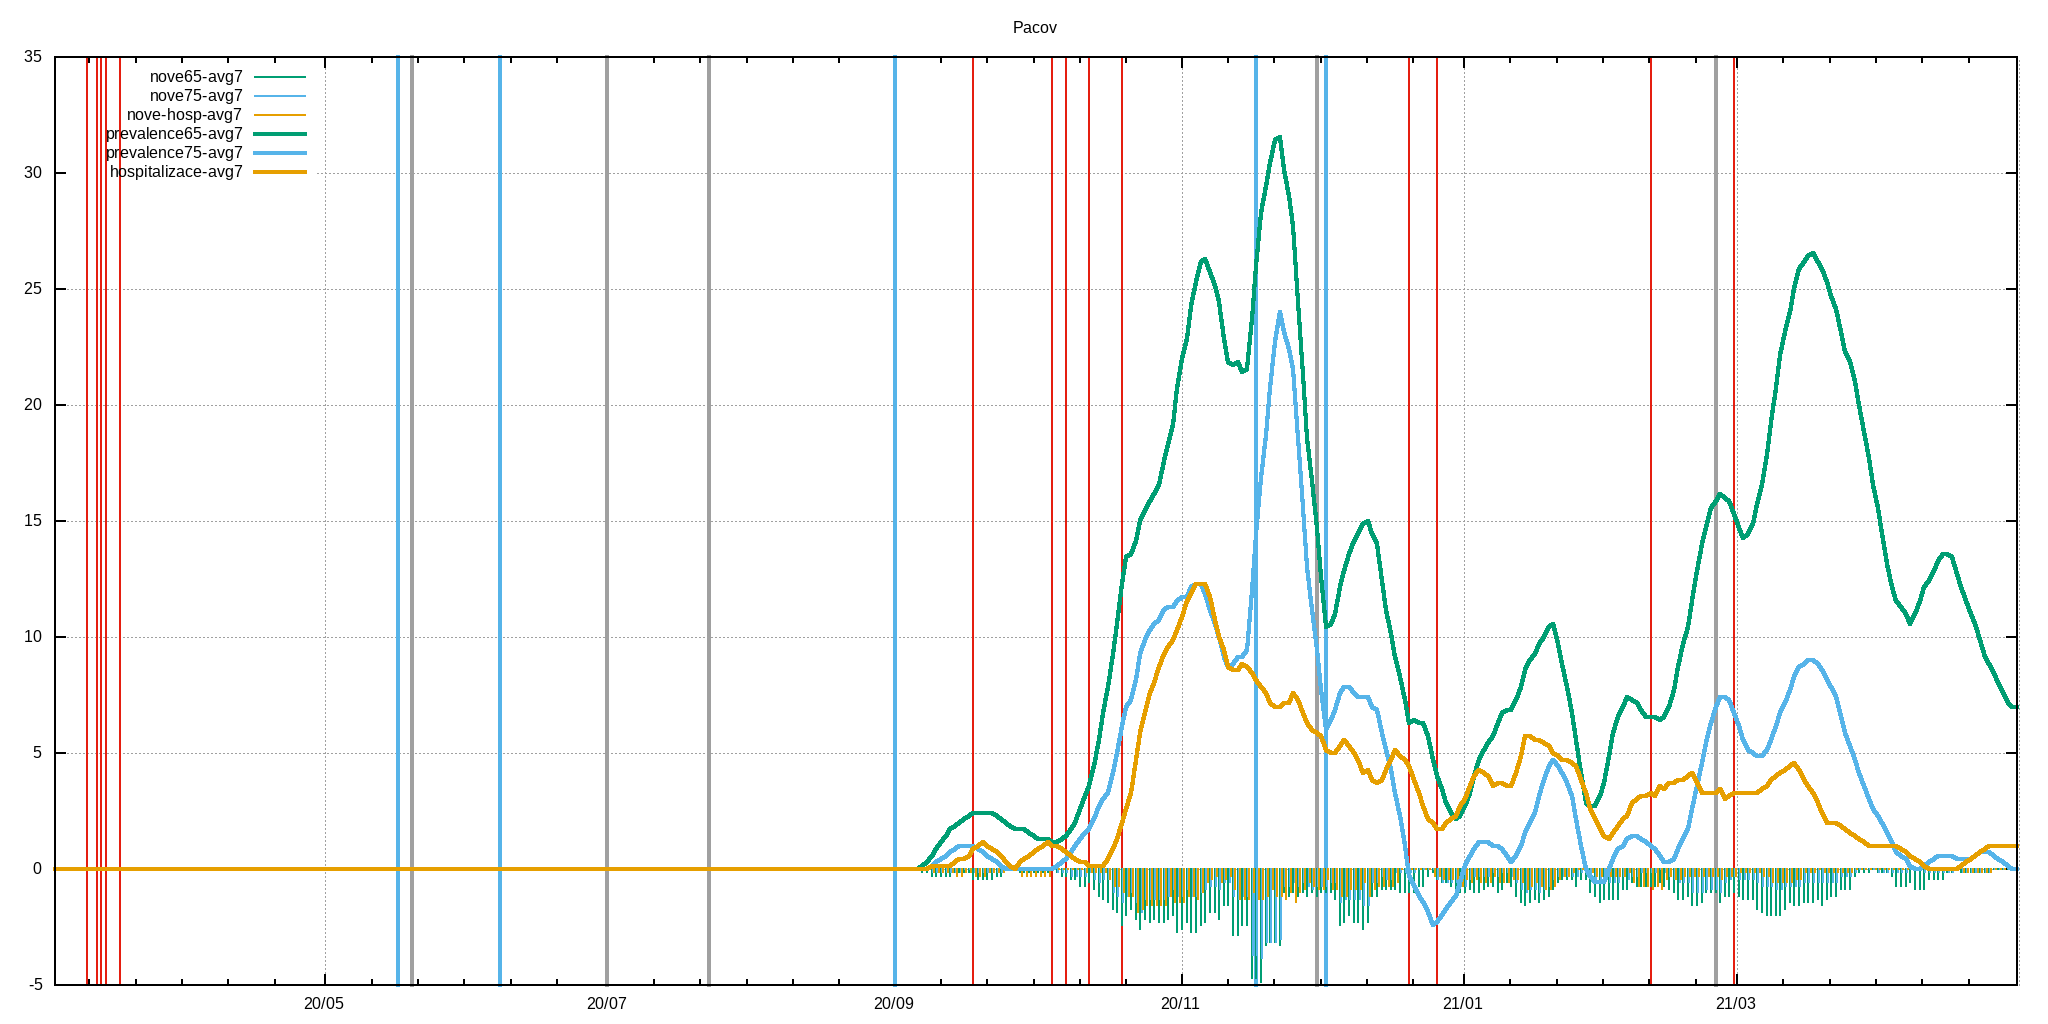 Pacov
35
30
25
20
15
10
5
0
-5
nove65-avg7
nove75-avg7
nove-hosp-avg7
prevalence65-avg7
prevalence75-avg7
hospitalizace-avg7
20/05 20/07 20/09 20/11 21/01 21/03